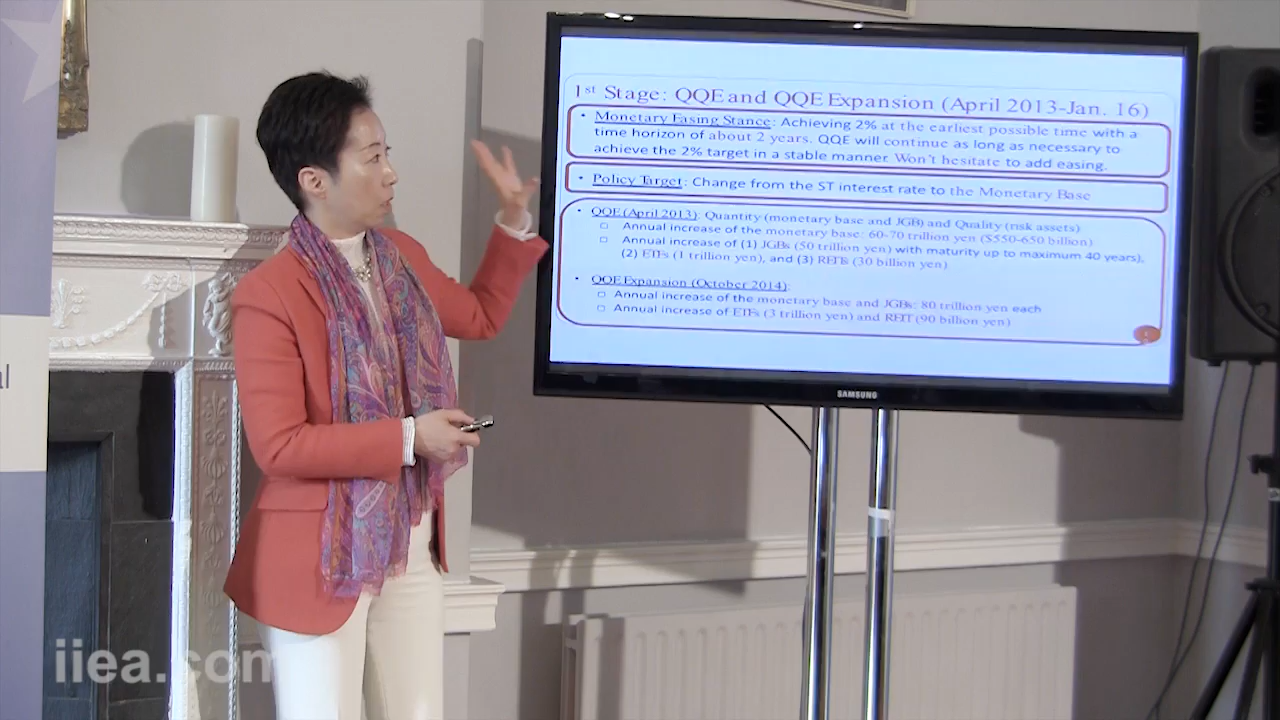 1st Stage: QQE and QQE Expansion (April 2013-Jan. 16)
• Monetary Easing Stance: Achieving 2% at the earliest possible time with a
time horizon of about 2 years. QQE will continue as long as necessary to
achieve the 2% target in a stable manner. Won't hesitate to add easing.
• Policy Target: Change from the ST interest rate to the Monetary Base
• QQE (April 2013): Quantity (monetary base and JGB) and Quality (risk assets)
□ Annual increase of the monetary base: 60-70 trillion yen ($550-650 billion)
□ Annual increase of (1) JGBs (50 trillion yen) with maturity up to maximum 40 years),
(2) ETFs (1 trillion yen), and (3) REITs (30 billion yen)
• QQE Expansion (October 2014):
□ Annual increase of the monetary base and JGBs: 80 trillion yen each
□ Annual increase of ETFs (3 trillion yen) and REIT (90 billion yen)
SAMSUNG
al
iiea.com